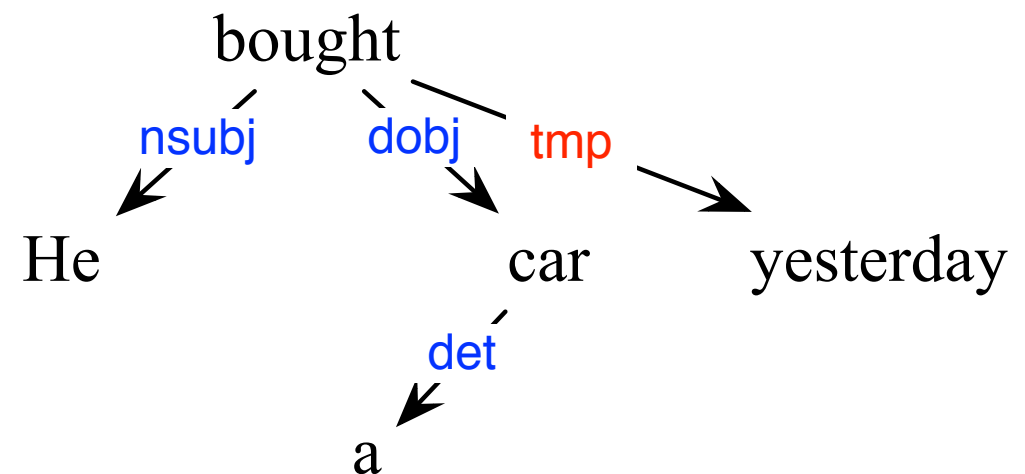 bought
nsubj dobj tmp
He car yesterday
det
a